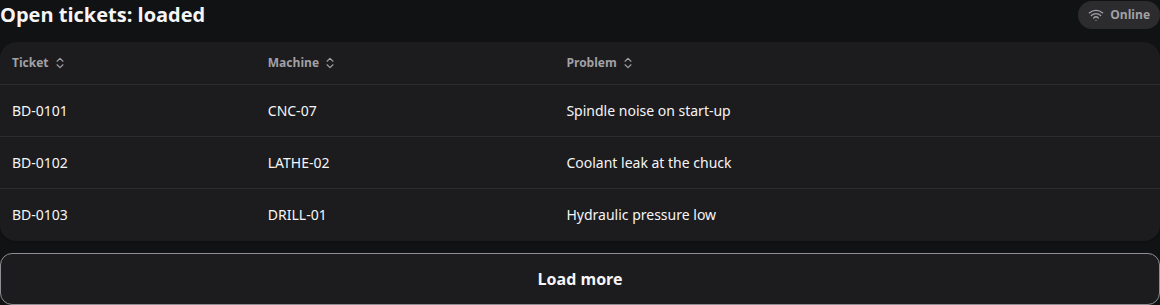 Open tickets: loaded
Online
Ticket Machine Problem
BD-0101 CNC-07 Spindle noise on start-up
BD-0102 LATHE-02 Coolant leak at the chuck
BD-0103 DRILL-01 Hydraulic pressure low
Load more